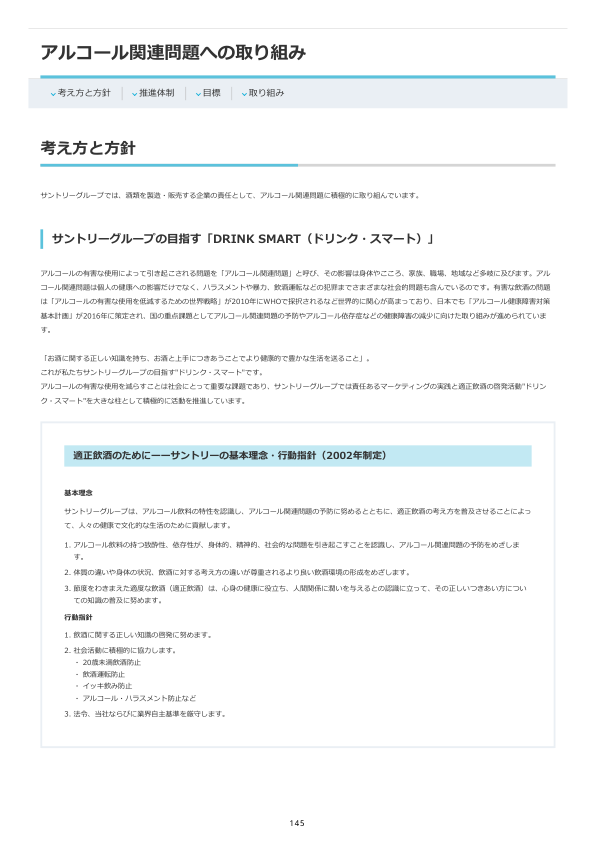 アルコール関連問題への取り組み
考え方と方針
推進体制
目標
取り組み
考え方と方針
サントリーグループでは、酒類を製造・販売する企業の責任として、アルコール関連問題に積極的に取り組んでいます。
サントリーグループの目指す「DRINK SMART（ドリンク・スマート）」
アルコールの有害な使用によって引き起こされる問題を「アルコール関連問題」と呼び、その影響は身体やこころ、家族、職場、地域など多岐に及びます。アル
コール関連問題は個人の健康への影響だけでなく、ハラスメントや暴力、飲酒運転などの犯罪までさまざまな社会的問題も含んでいるのです。有害な飲酒の問題
は「アルコールの有害な使用を低減するための世界戦略」が2010年にWHOで採択されるなど世界的に関心が高まっており、日本でも「アルコール健康障害対策
基本計画」が2016年に策定され、国の重点課題としてアルコール関連問題の予防やアルコール依存症などの健康障害の減少に向けた取り組みが進められていま
す。
「お酒に関する正しい知識を持ち、お酒と上手につきあうことでより健康的で豊かな生活を送ること」。
これが私たちサントリーグループの目指す"ドリンク・スマート"です。
アルコールの有害な使用を減らすことは社会にとって重要な課題であり、サントリーグループでは責任あるマーケティングの実践と適正飲酒の啓発活動"ドリン
ク・スマート"を大きな柱として積極的に活動を推進しています。
適正飲酒のために―—サントリーの基本理念・行動指針（2002年制定）
基本理念
サントリーグループは、アルコール飲料の特性を認識し、アルコール関連問題の予防に努めるとともに、適正飲酒の考え方を普及させることによっ
て、人々の健康で文化的な生活のために貢献します。
1. アルコール飲料の持つ致酔性、依存性が、身体的、精神的、社会的な問題を引き起こすことを認識し、アルコール関連問題の予防をめざしま
す。
2. 体質の違いや身体の状況、飲酒に対する考え方の違いが尊重されるより良い飲酒環境の形成をめざします。
3. 節度をわきまえた適度な飲酒（適正飲酒）は、心身の健康に役立ち、人間関係に潤いを与えるとの認識に立って、その正しいつきあい方につい
ての知識の普及に努めます。
行動指針
1. 飲酒に関する正しい知識の啓発に努めます。
2. 社会活動に積極的に協力します。
・ 20歳未満飲酒防止
・ 飲酒運転防止
・ イッキ飲み防止
・ アルコール・ハラスメント防止など
3. 法令、当社ならびに業界自主基準を厳守します。
145